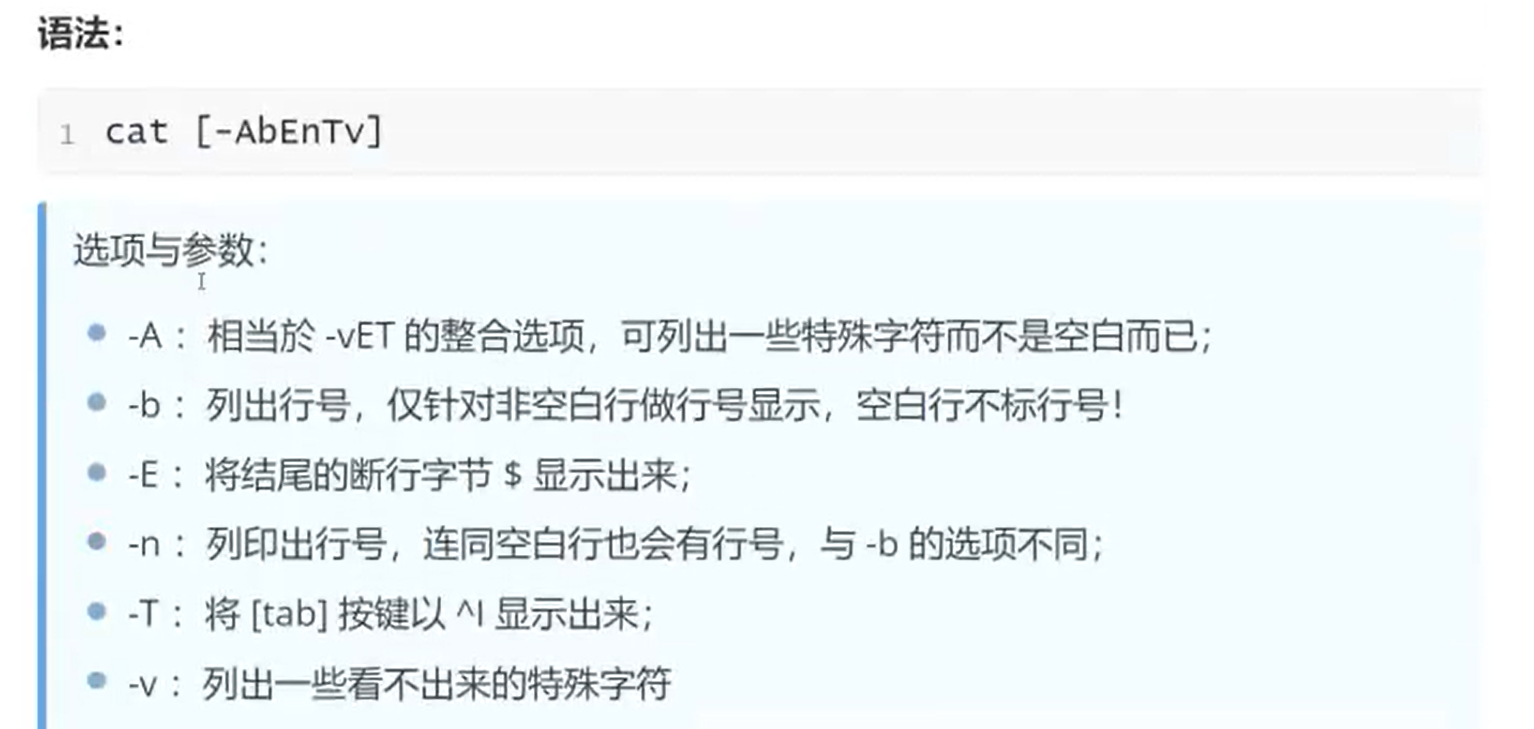 语法：
1 cat [-AbEnTv]
选项与参数：
-A ：相当於 -vET 的整合选项，可列出一些特殊字符而不是空白而已；
-b ：列出行号，仅针对非空白行做行号显示，空白行不标行号！
-E ：将结尾的断行字节 $ 显示出来；
-n ：列印出行号，连同空白行也会有行号，与 -b 的选项不同；
-T ：将 [tab] 按键以 ^I 显示出来；
-v ：列出一些看不出来的特殊字符